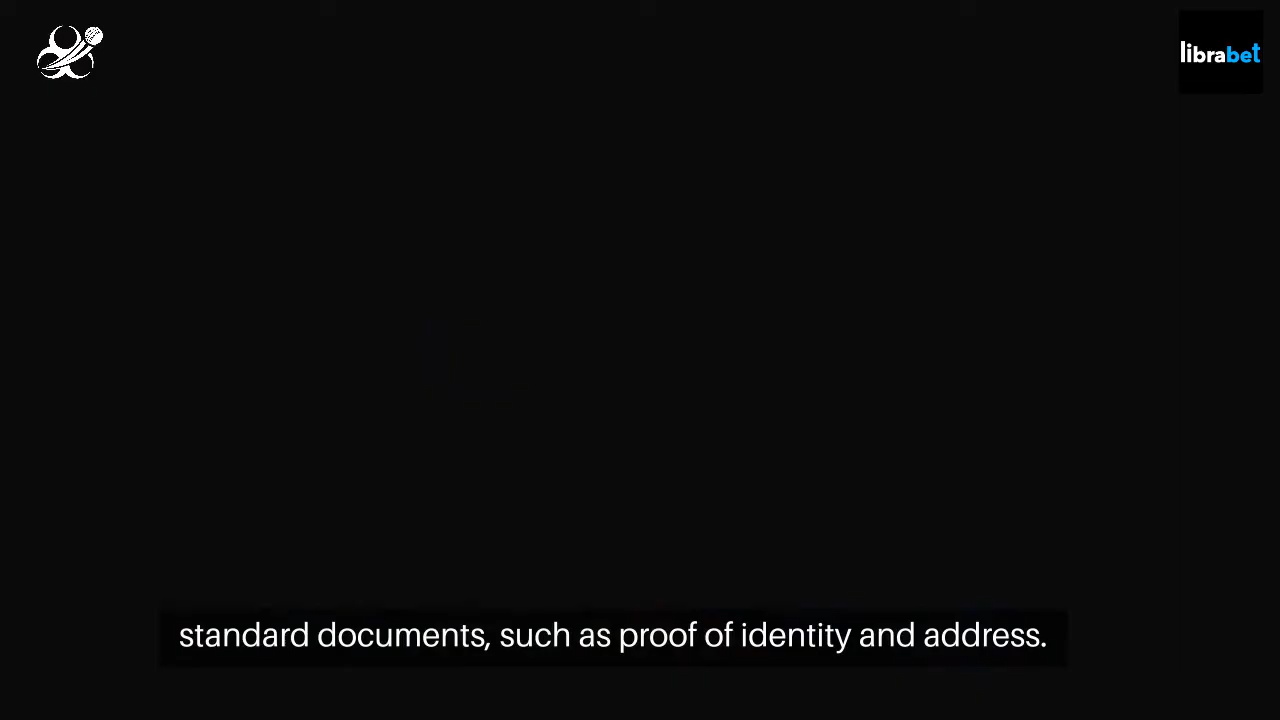 librabet
standard documents, such as proof of identity and address.